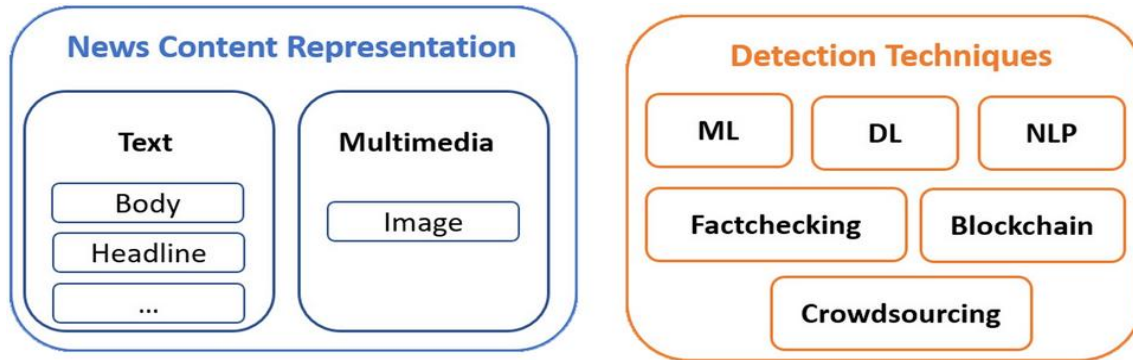 News Content Representation
Text
Body
Headline
...
Multimedia
Image
Detection Techniques
ML
DL
NLP
Factchecking
Blockchain
Crowdsourcing